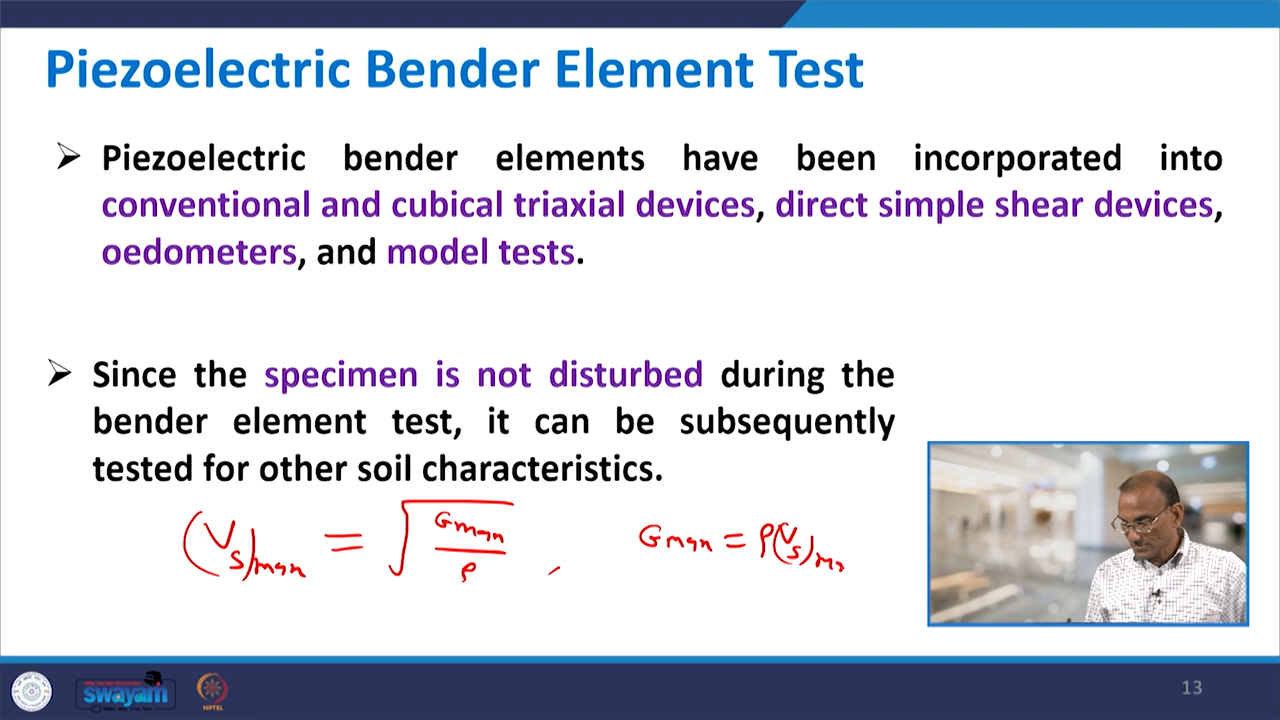 Piezoelectric Bender Element Test
➢ Piezoelectric bender elements have been incorporated into
conventional and cubical triaxial devices, direct simple shear devices,
oedometers, and model tests.
➢ Since the specimen is not disturbed during the
bender element test, it can be subsequently
tested for other soil characteristics.
(Vs)max = √(Gmax/ρ) , Gmax = ρ(Vs)ma
swayam
NPTEL
13